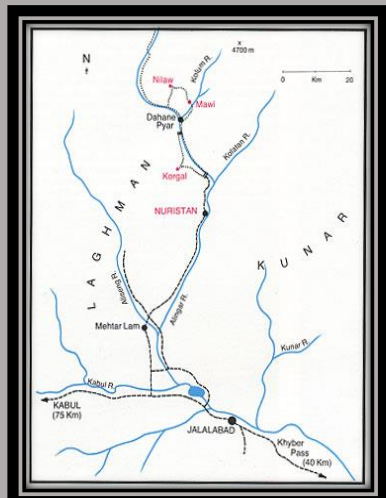 N
x
4700 m
0 20
Km
Nilaw
Kolum R.
Mawi
Dahane
Pyar
Kolatan R.
Korgal
NURISTAN
LAGHMAN
KUNAR
Alinsing R.
Alingar R.
Mehtar Lam
Kunar R.
Kabul R.
KABUL
(75 Km)
JALALABAD
Khyber
Pass
(40 Km)